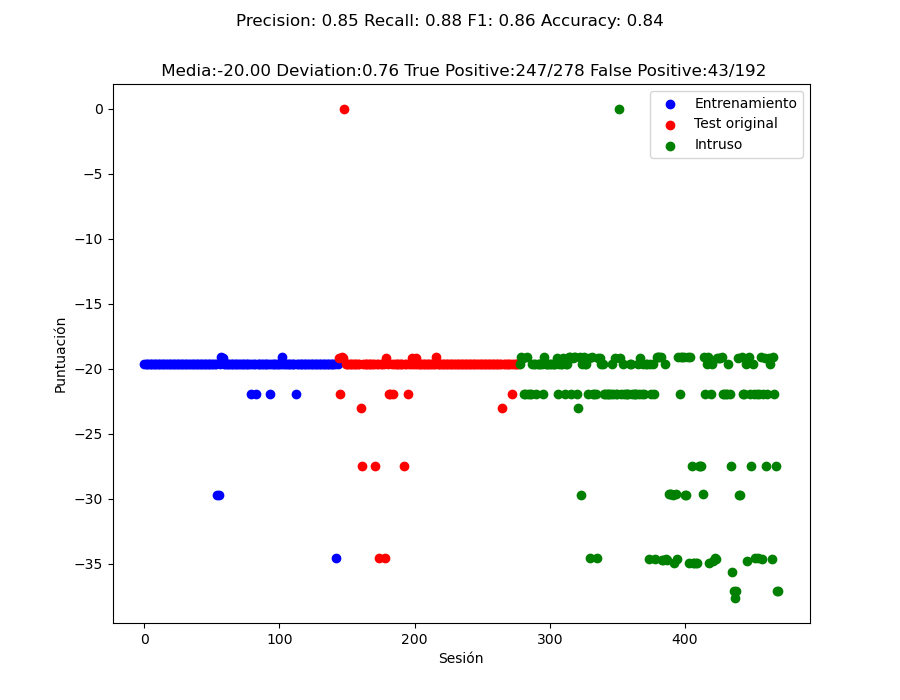 Precision: 0.85 Recall: 0.88 F1: 0.86 Accuracy: 0.84
Media:-20.00 Deviation:0.76 True Positive:247/278 False Positive:43/192
Entrenamiento
Test original
Intruso
0
−5
−10
−15
−20
−25
−30
−35
Puntuación
0
100
200
300
400
Sesión